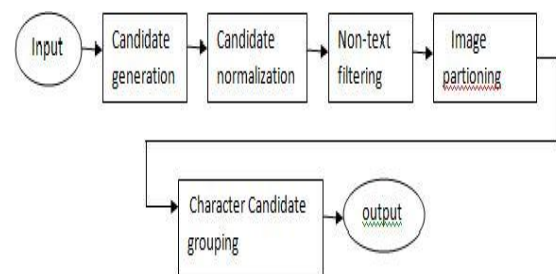 Input
Candidate
generation
Candidate
normalization
Non-text
filtering
Image
partioning
Character Candidate
grouping
output